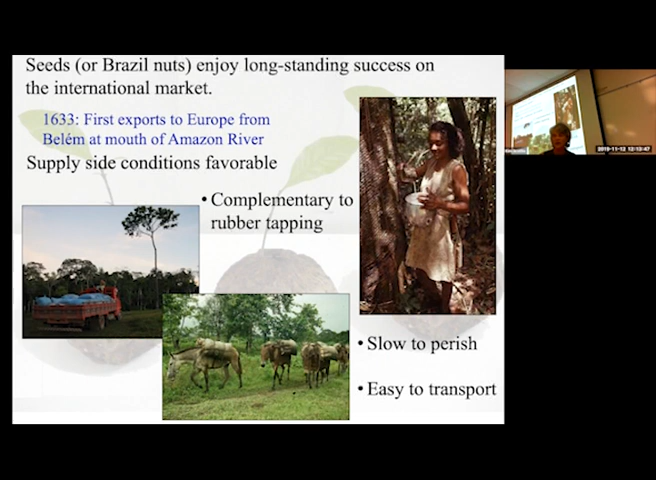 Seeds (or Brazil nuts) enjoy long-standing success on
the international market.
1633: First exports to Europe from
Belém at mouth of Amazon River
Supply side conditions favorable
• Complementary to
rubber tapping
• Slow to perish
• Easy to transport
2019-11-12 12:13:47